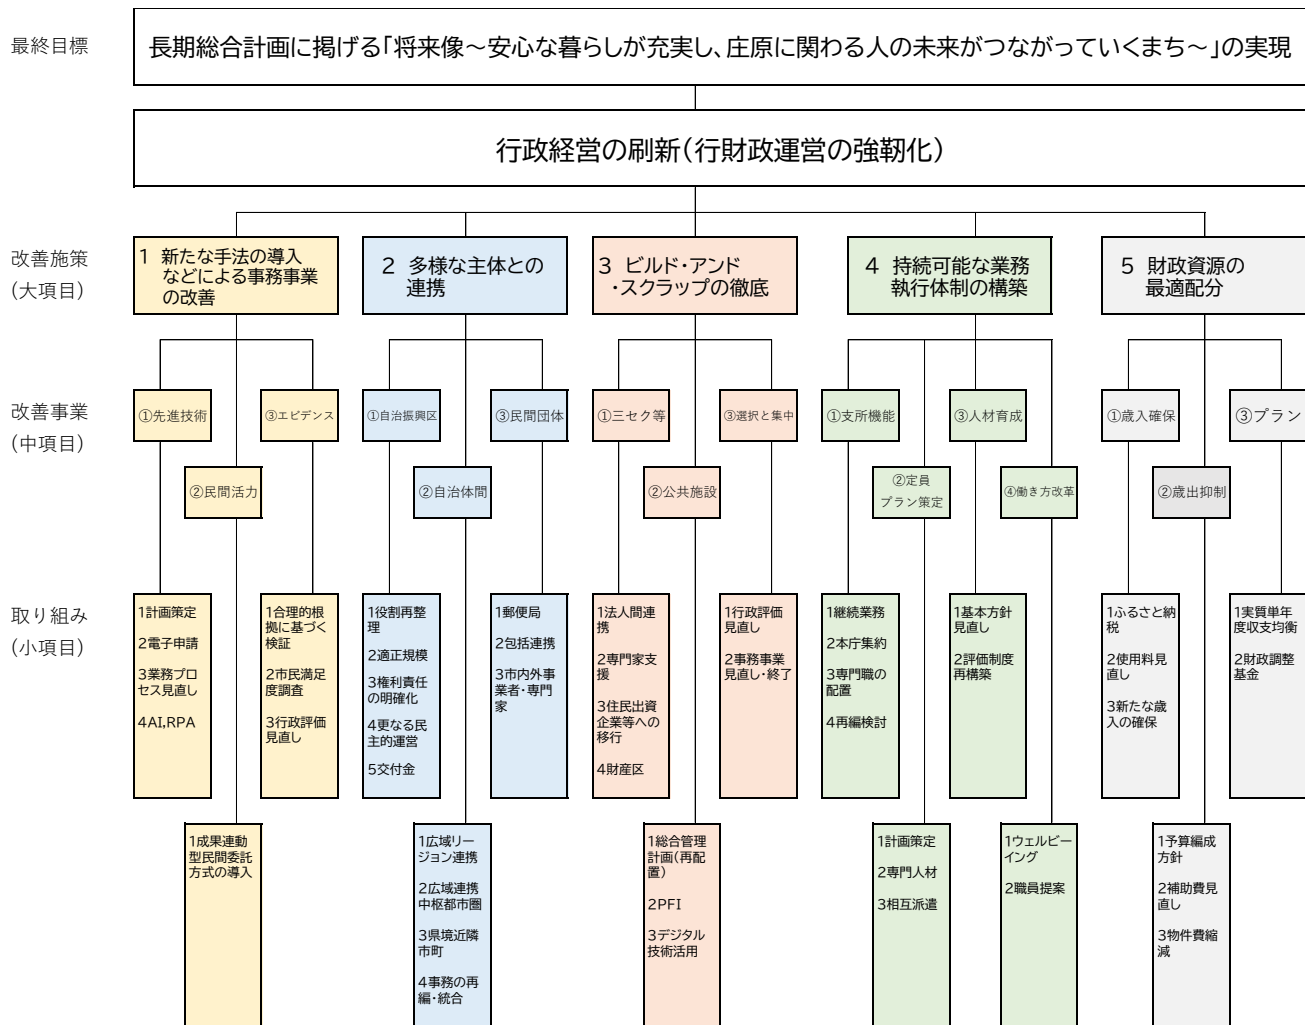 最終目標
長期総合計画に掲げる｢将来像～安心な暮らしが充実し、庄原に関わる人の未来がつながっていくまち～｣の実現
行政経営の刷新（行財政運営の強靭化）
改善施策
(大項目)
1 新たな手法の導入
などによる事務事業
の改善
2 多様な主体との
連携
3 ビルド・アンド
・スクラップの徹底
4 持続可能な業務
執行体制の構築
5 財政資源の
最適配分
改善事業
(中項目)
①先進技術
③エビデンス
①自治振興区
③民間団体
①三セク等
③選択と集中
①支所機能
③人材育成
①歳入確保
③プラン
②民間活力
②自治体間
②公共施設
②定員
プラン策定
④働き方改革
②歳出抑制
取り組み
(小項目)
1計画策定
2電子申請
3業務プロ
セス見直し
4AI,RPA
1合理的根
拠に基づく
検証
2市民満足
度調査
3行政評価
見直し
1役割再整
理
2適正規模
3権利責任
の明確化
4更なる民
主的運営
5交付金
1郵便局
2包括連携
3市内外事
業者・専門
家
1法人間連
携
2専門家支
援
3住民出資
企業等への
移行
4財産区
1行政評価
見直し
2事務事業
見直し・終了
1継続業務
2本庁集約
3専門職の
配置
4再編検討
1基本方針
見直し
2評価制度
再構築
1ふるさと納
税
2使用料見
直し
3新たな歳
入の確保
1実質単年
度収支均衡
2財政調整
基金
1成果連動
型民間委託
方式の導入
1広域リー
ジョン連携
2広域連携
中枢都市圏
3県境近隣
市町
4事務の再
編・統合
1総合管理
計画（再配
置）
2PFI
3デジタル
技術活用
1計画策定
2専門人材
3相互派遣
1ウェルビー
イング
2職員提案
1予算編成
方針
2補助費見
直し
3物件費縮
減